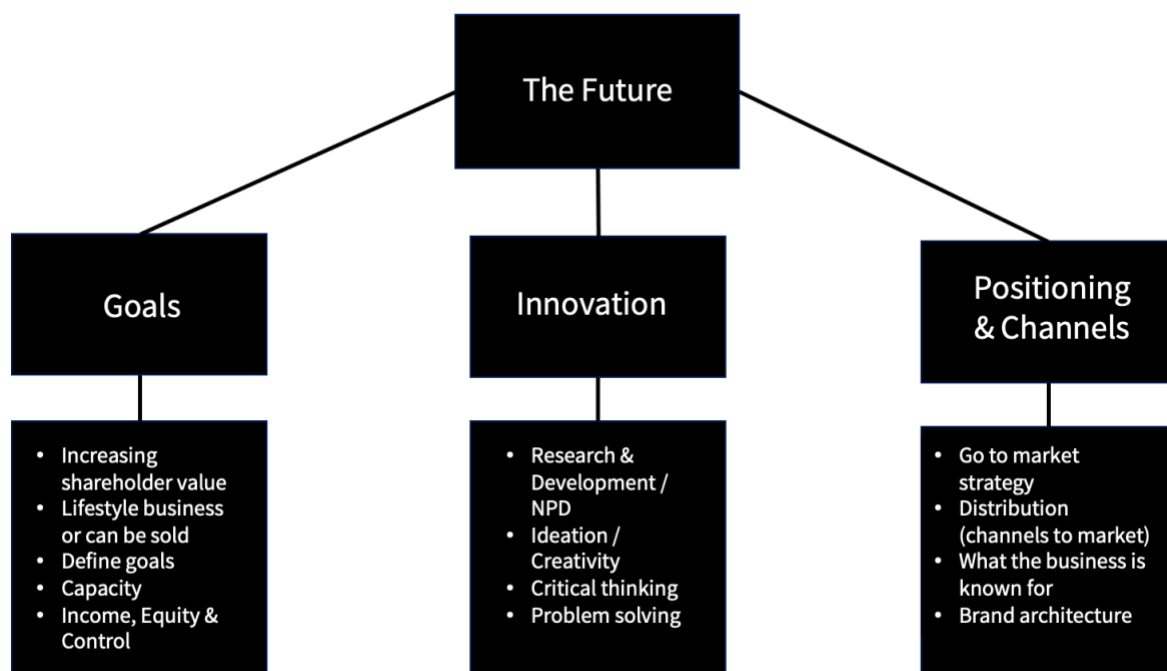 The Future
Goals
Innovation
Positioning
& Channels
• Increasing
shareholder value
• Lifestyle business
or can be sold
• Define goals
• Capacity
• Income, Equity &
Control
• Research &
Development /
NPD
• Ideation /
Creativity
• Critical thinking
• Problem solving
• Go to market
strategy
• Distribution
(channels to market)
• What the business is
known for
• Brand architecture